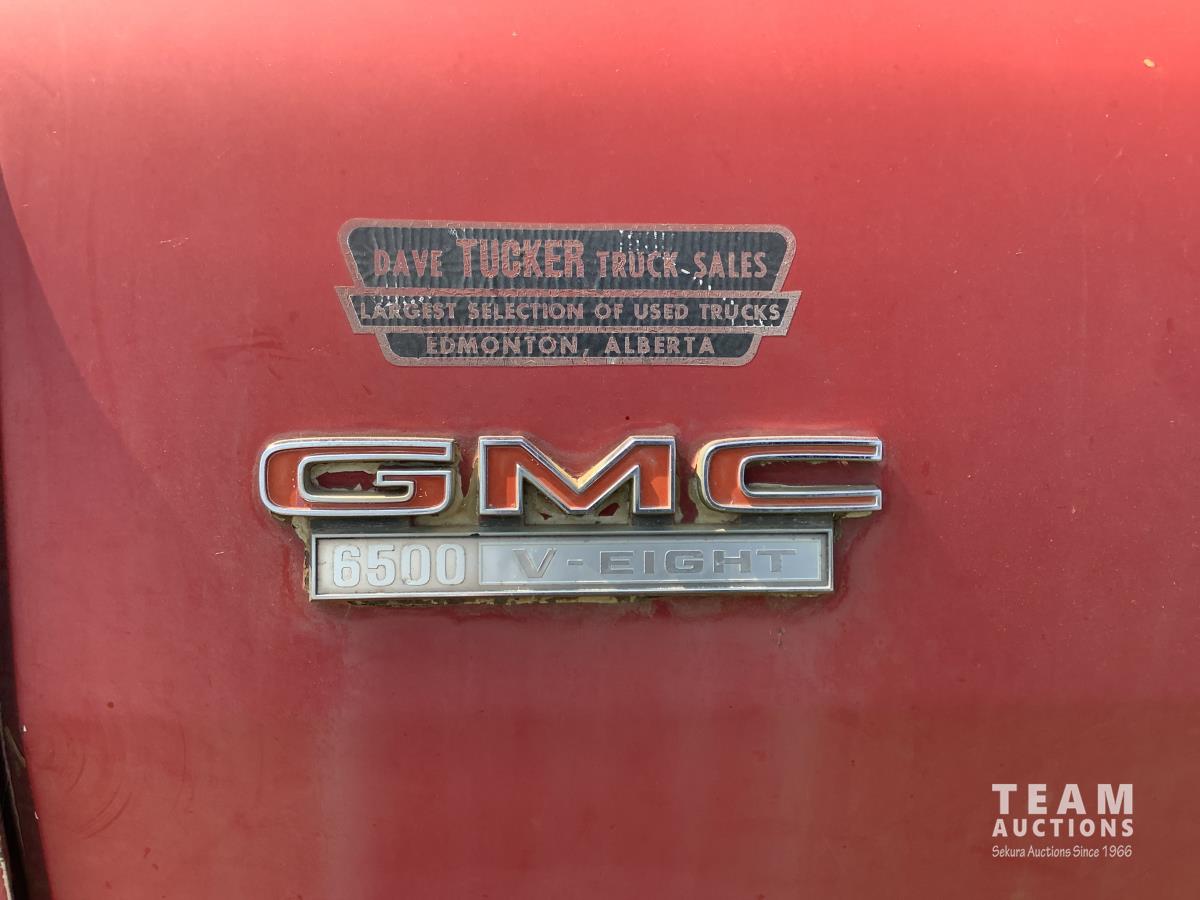 DAVE TUCKER TRUCK SALES
LARGEST SELECTION OF USED TRUCKS
EDMONTON, ALBERTA
GMC
6500 V-EIGHT
TEAM
AUCTIONS
Sekura Auctions Since 1966